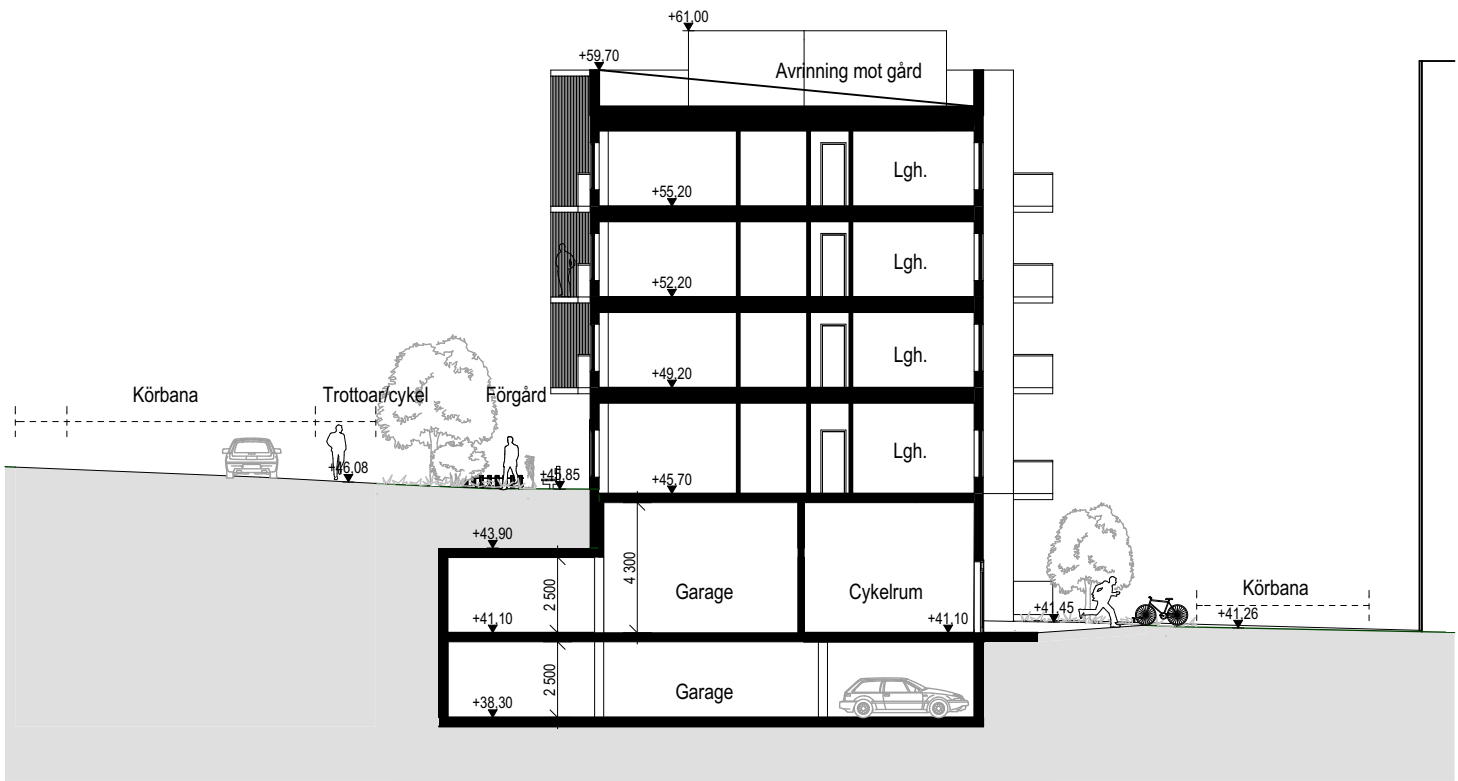 +61,00
+59,70
Avrinning mot gård
Lgh.
+55,20
Lgh.
+52,20
Lgh.
+49,20
Körbana
Trottoar/cykel
Förgård
Lgh.
+46,08
+45,85
+45,70
+43,90
2 500
4 300
Garage
Cykelrum
Körbana
+41,10
+41,10
+41,45
+41,26
2 500
Garage
+38,30